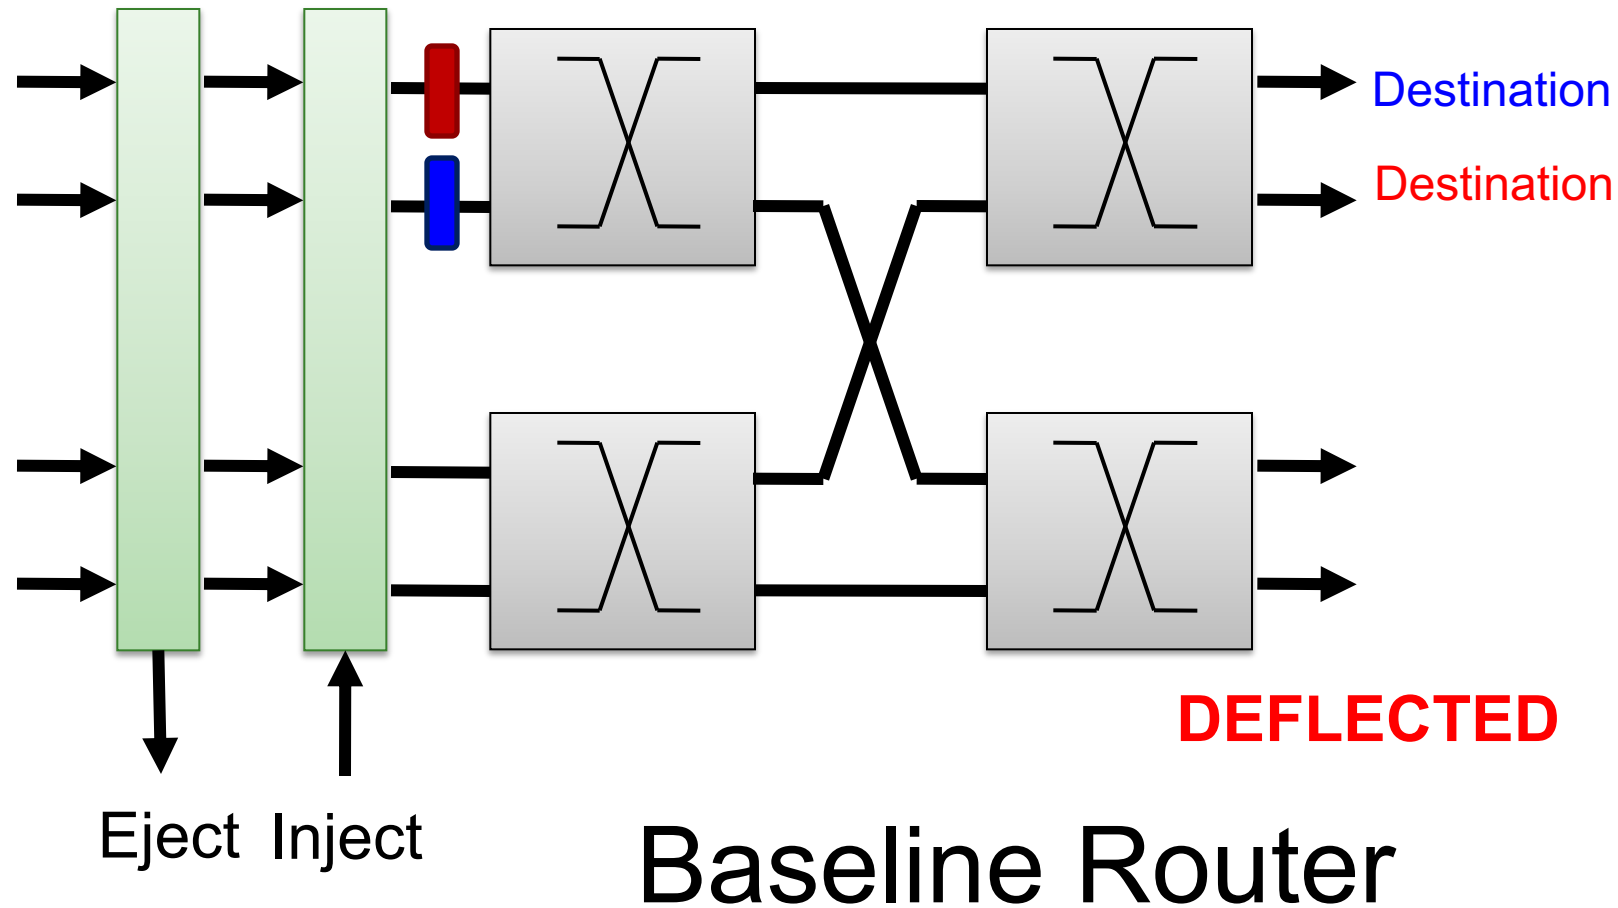 Destination
Destination
DEFLECTED
Eject Inject
Baseline Router